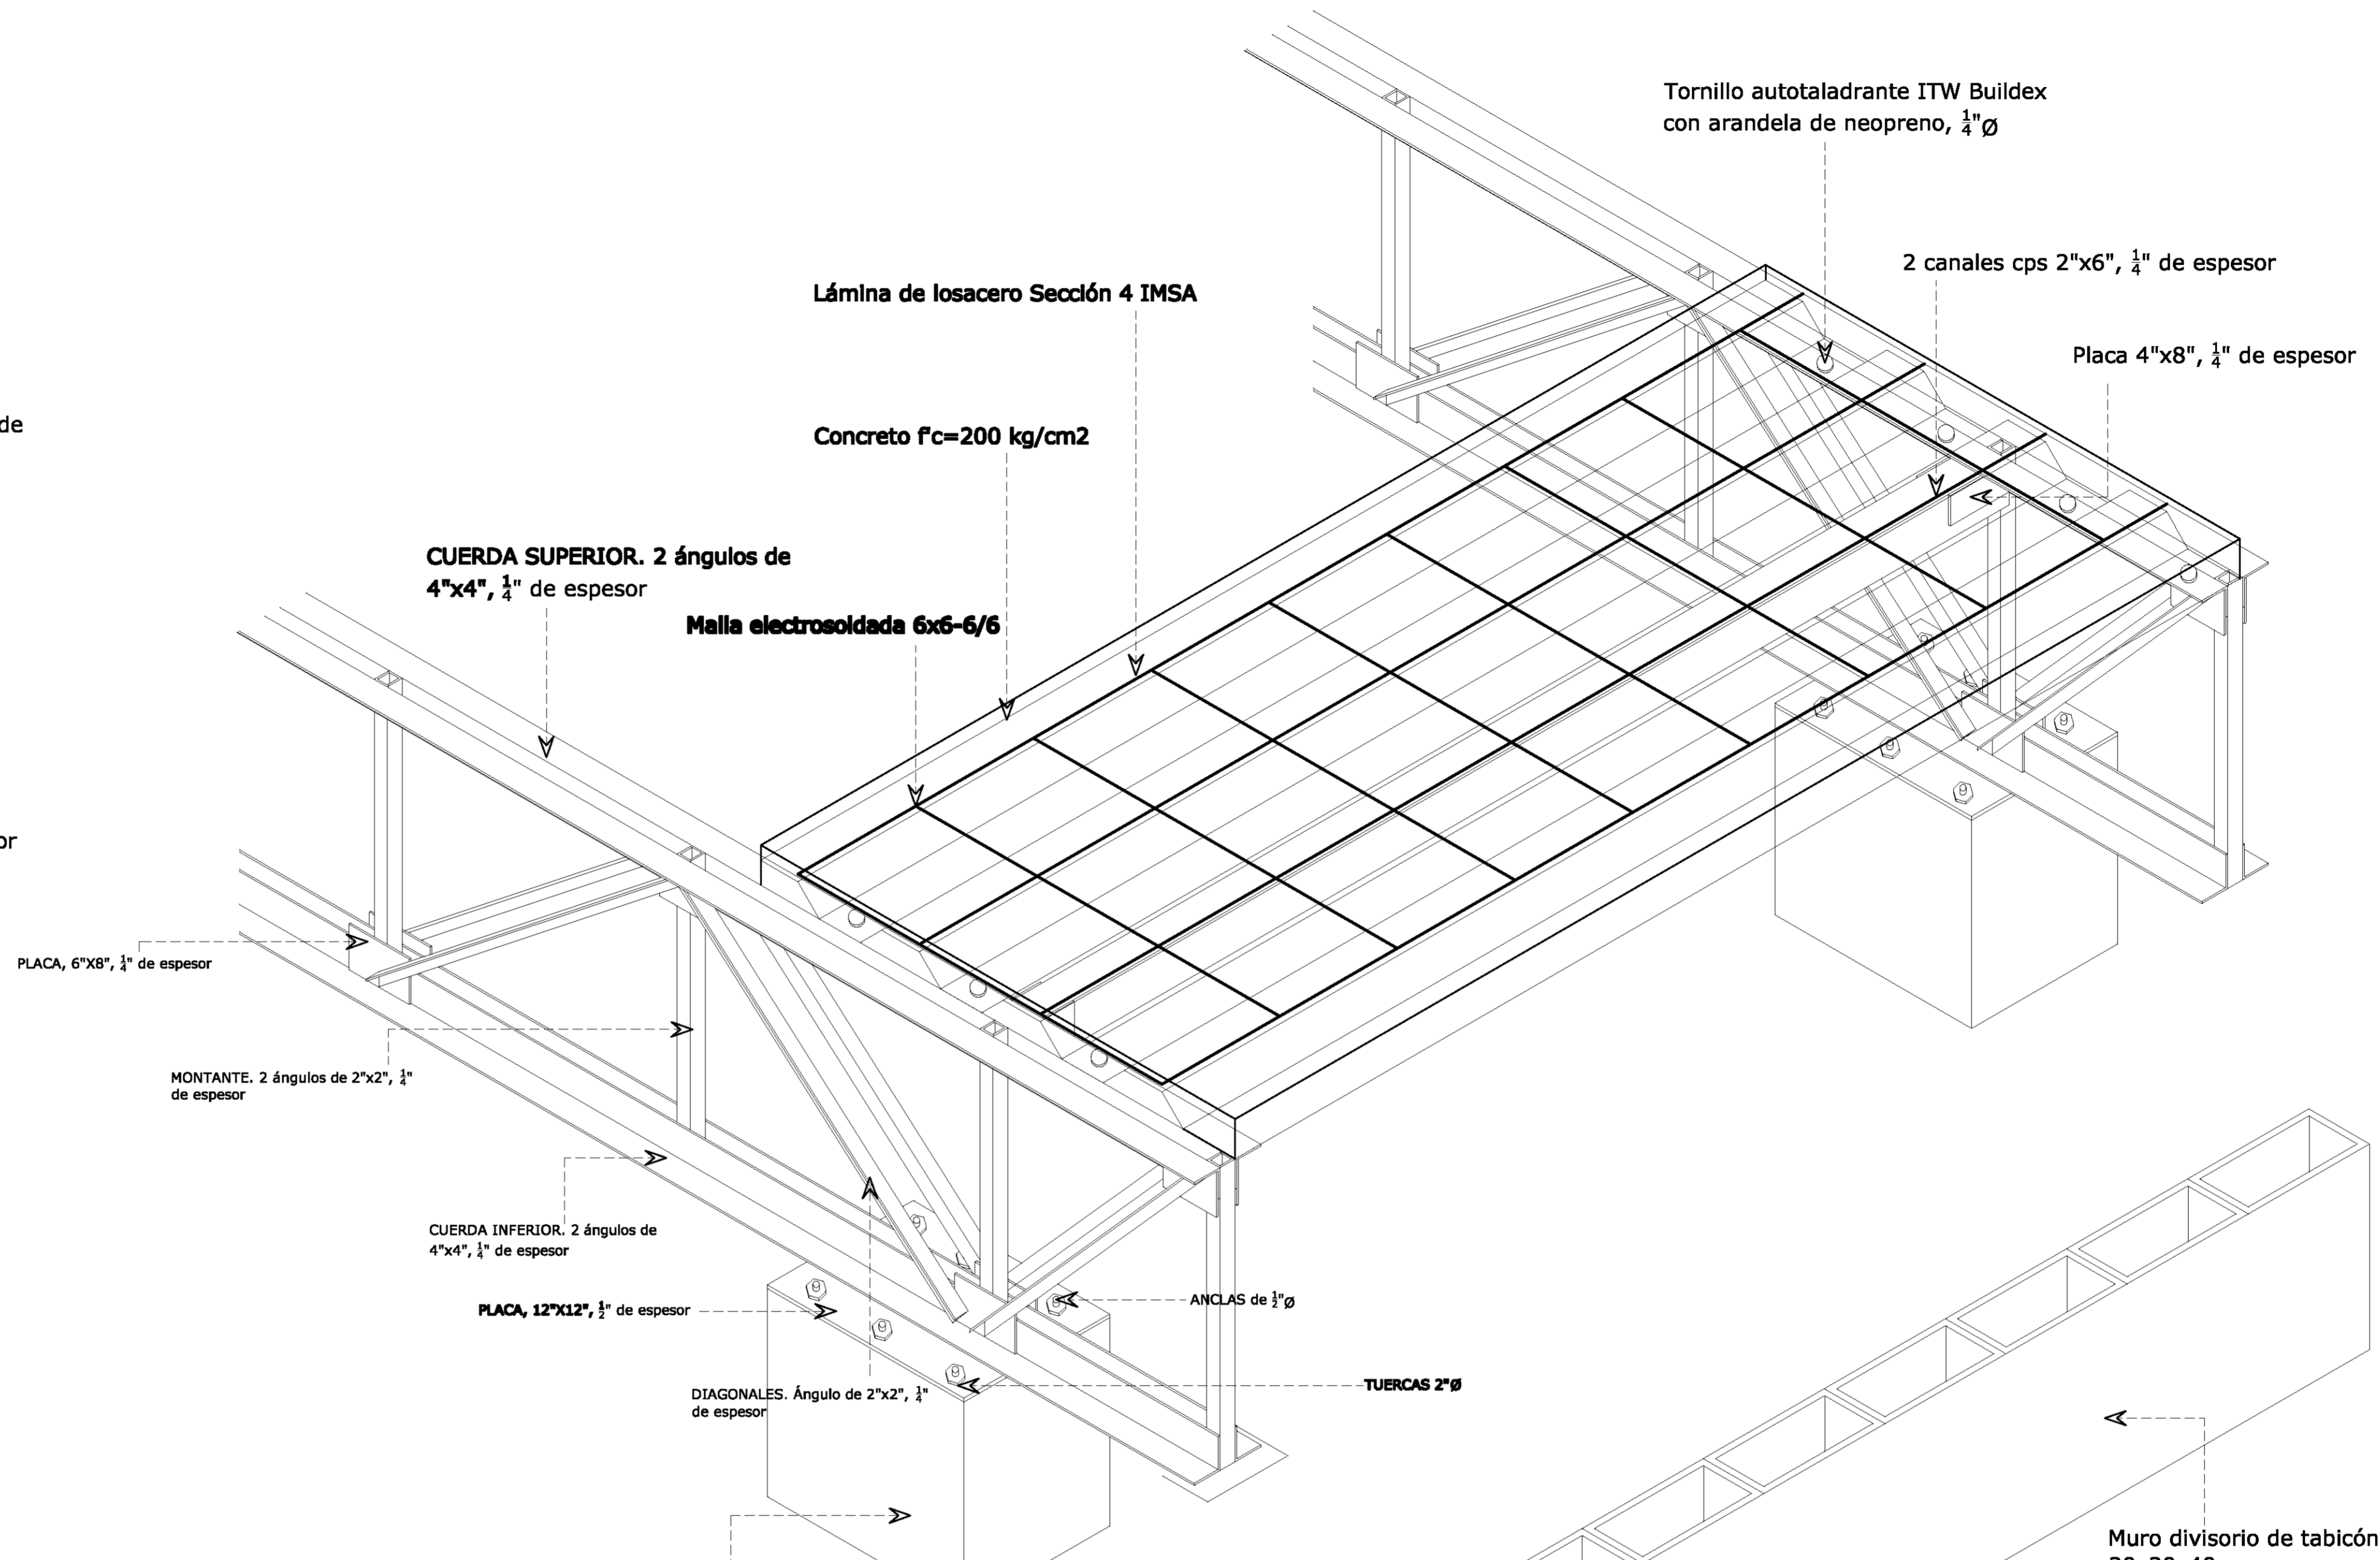 Tornillo autotaladrante ITW Buildex
con arandela de neopreno, 1/4"Ø
2 canales cps 2"x6", 1/4" de espesor
Lámina de losacero Sección 4 IMSA
Placa 4"x8", 1/4" de espesor
de
Concreto f'c=200 kg/cm2
CUERDA SUPERIOR. 2 ángulos de
4"x4", 1/4" de espesor
Malla electrosoldada 6x6-6/6
or
PLACA, 6"X8", 1/4" de espesor
MONTANTE. 2 ángulos de 2"x2", 1/4"
de espesor
CUERDA INFERIOR. 2 ángulos de
4"x4", 1/4" de espesor
PLACA, 12"X12", 1/2" de espesor
ANCLAS de 1/2"Ø
DIAGONALES. Ángulo de 2"x2", 1/4"
de espesor
TUERCAS 2"Ø
Muro divisorio de tabicón